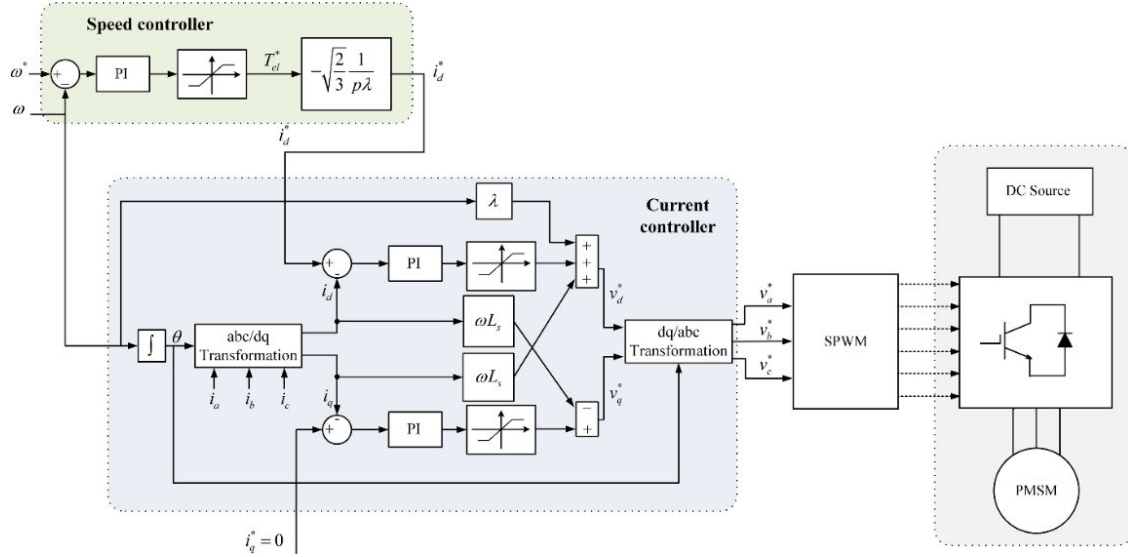 Speed controller
ω*
+
−
PI
T*el
−√(2/3) 1/(pλ)
i*d
ω
i*d
λ
Current
controller
DC Source
+
-
PI
+
+
+
id
v*d
ωLs
∫
θ
abc/dq
Transformation
ia
ib
ic
ωLs
dq/abc
Transformation
v*a
v*b
v*c
SPWM
iq
+
-
PI
−
+
v*q
PMSM
i*q = 0